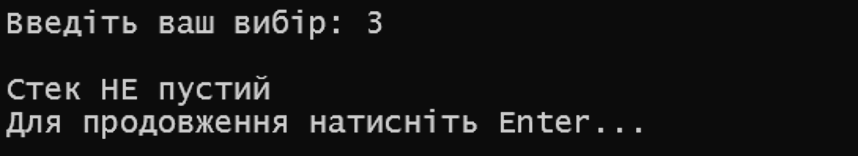 Введіть ваш вибір: 3
Стек НЕ пустий
Для продовження натисніть Enter...